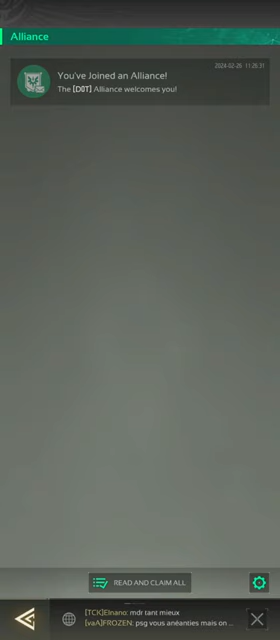 Alliance
2024-02-26 11:26:31
You've Joined an Alliance!
The [D0T] Alliance welcomes you!
READ AND CLAIM ALL
[TCK]Elnano: mdr tant mieux
[vaA]FROZEN: psg vous anéanties mais on ...